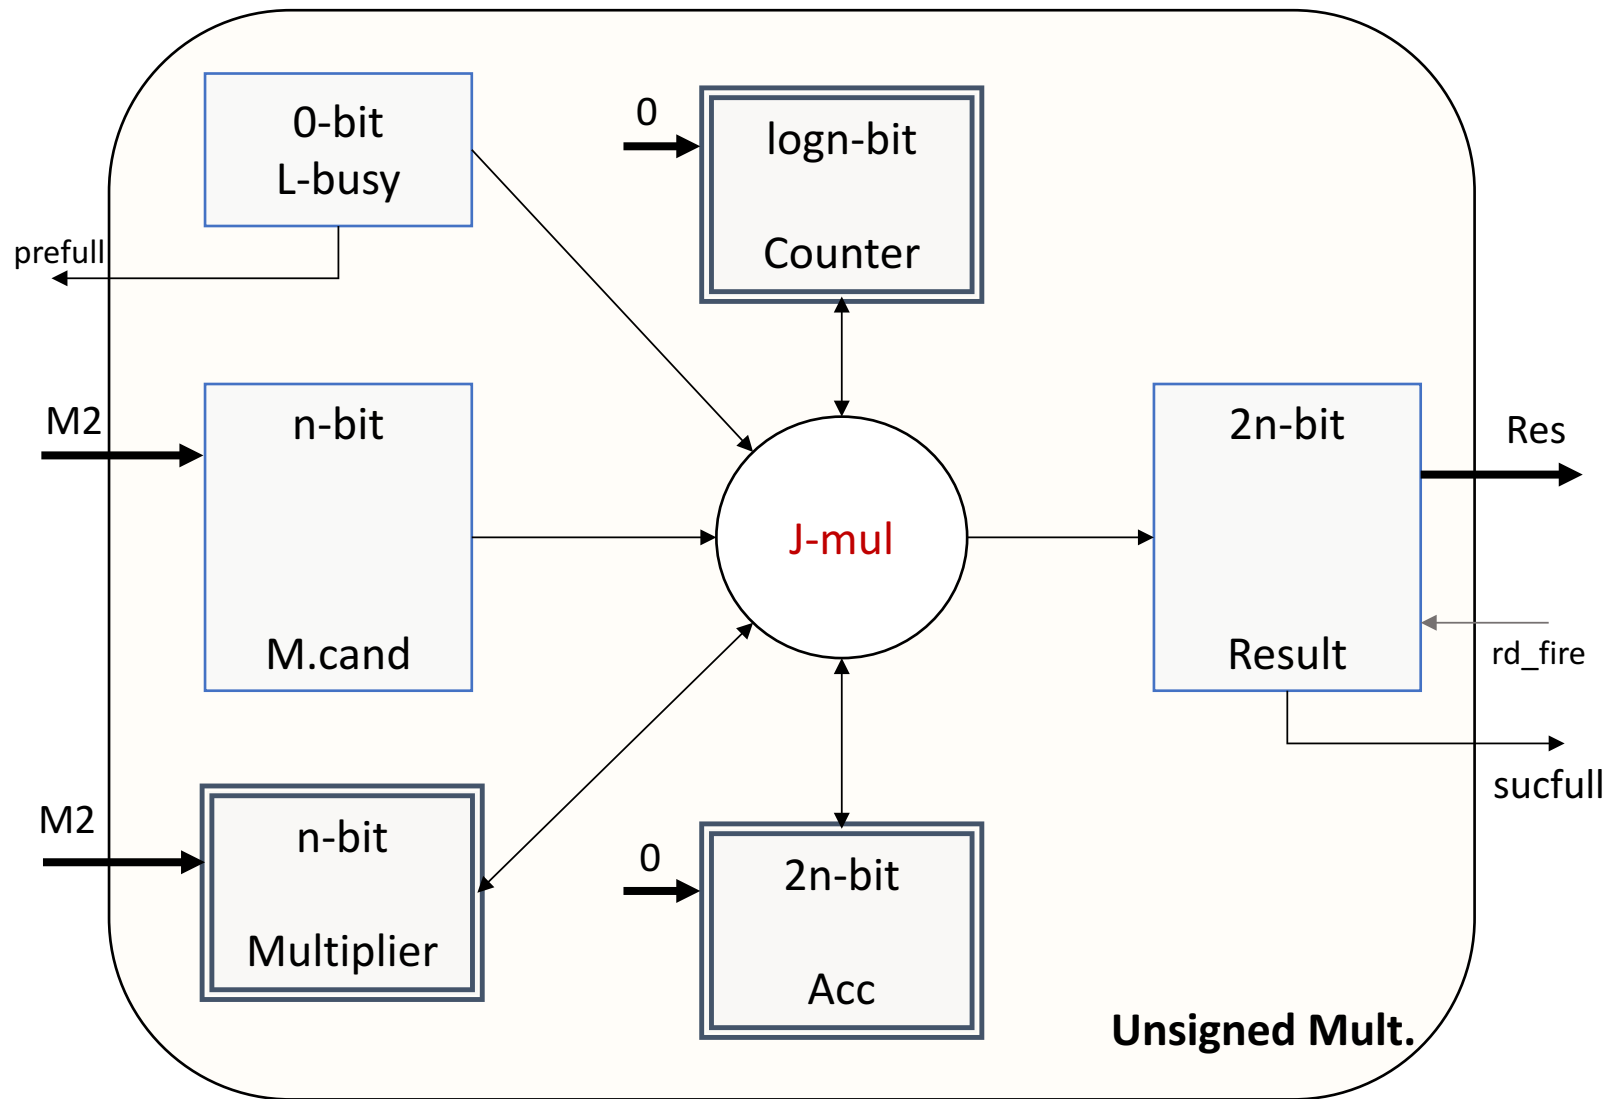 0-bit
L-busy
prefull
0
logn-bit
Counter
M2
n-bit
M.cand
J-mul
2n-bit
Result
Res
rd_fire
sucfull
M2
n-bit
Multiplier
0
2n-bit
Acc
Unsigned Mult.